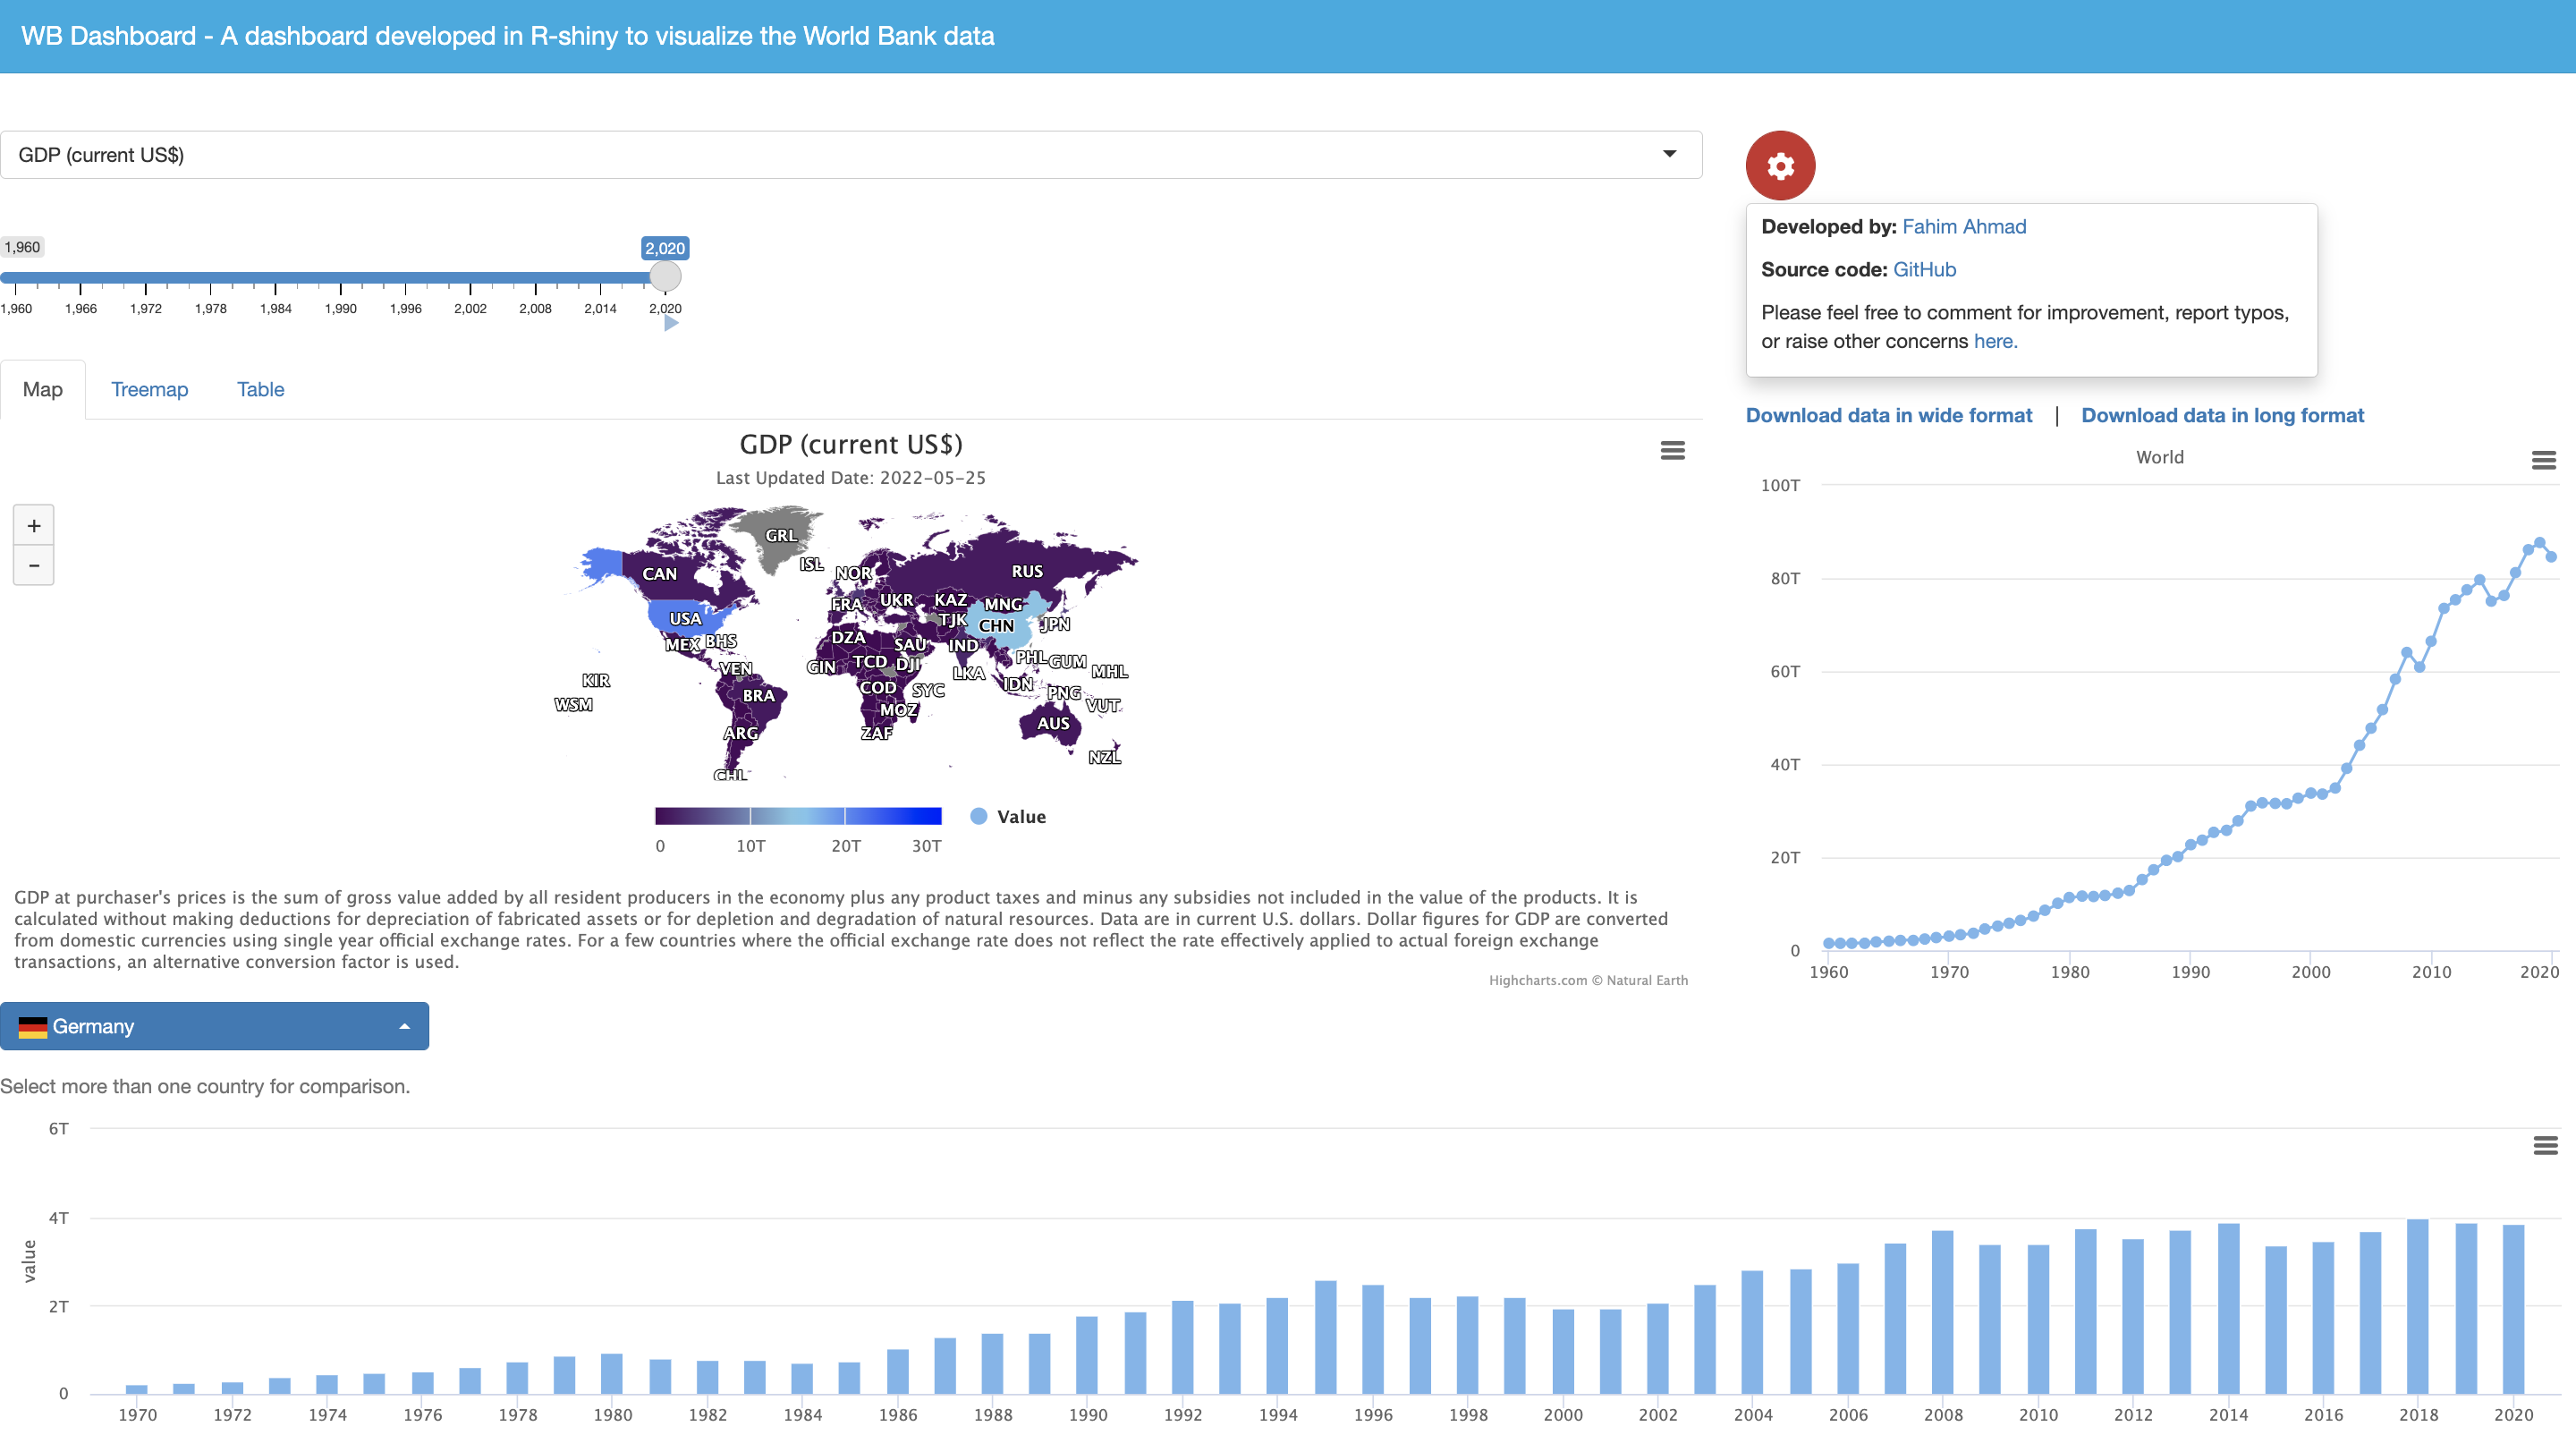 WB Dashboard - A dashboard developed in R-shiny to visualize the World Bank data
GDP (current US$)
1,960
2,020
1,960 1,966 1,972 1,978 1,984 1,990 1,996 2,002 2,008 2,014 2,020
Developed by: Fahim Ahmad
Source code: GitHub
Please feel free to comment for improvement, report typos,
or raise other concerns here.
Map Treemap Table
Download data in wide format | Download data in long format
GDP (current US$)
Last Updated Date: 2022-05-25
+
-
GRL
ISL
CAN
NOR
RUS
FRA
UKR
KAZ
MNG
USA
TJK
CHN
JPN
MEX
BHS
DZA
SAU
IND
VEN
GIN
TCD
DJI
LKA
PHL
GUM
MHL
KIR
WSM
BRA
COD
SYC
IDN
PNG
VUT
MOZ
AUS
ARG
ZAF
NZL
CHL
0 10T 20T 30T
Value
GDP at purchaser's prices is the sum of gross value added by all resident producers in the economy plus any product taxes and minus any subsidies not included in the value of the products. It is
calculated without making deductions for depreciation of fabricated assets or for depletion and degradation of natural resources. Data are in current U.S. dollars. Dollar figures for GDP are converted
from domestic currencies using single year official exchange rates. For a few countries where the official exchange rate does not reflect the rate effectively applied to actual foreign exchange
transactions, an alternative conversion factor is used.
Highcharts.com © Natural Earth
World
100T
80T
60T
40T
20T
0
1960 1970 1980 1990 2000 2010 2020
Germany
Select more than one country for comparison.
6T
4T
2T
0
value
1970 1972 1974 1976 1978 1980 1982 1984 1986 1988 1990 1992 1994 1996 1998 2000 2002 2004 2006 2008 2010 2012 2014 2016 2018 2020